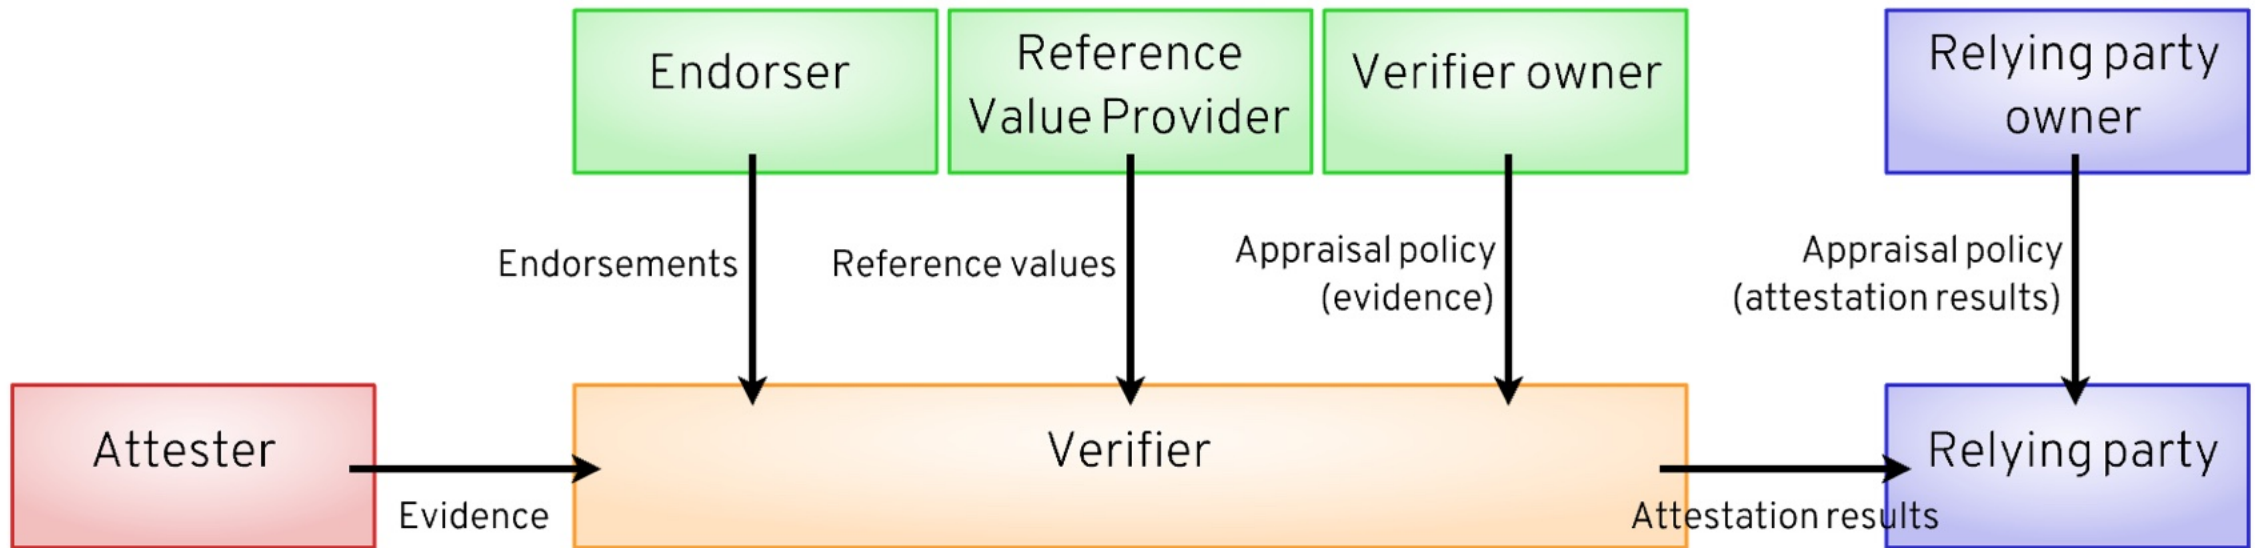 Endorser
Reference
Value Provider
Verifier owner
Relying party
owner
Endorsements
Reference values
Appraisal policy
(evidence)
Appraisal policy
(attestation results)
Attester
Verifier
Relying party
Evidence
Attestation results